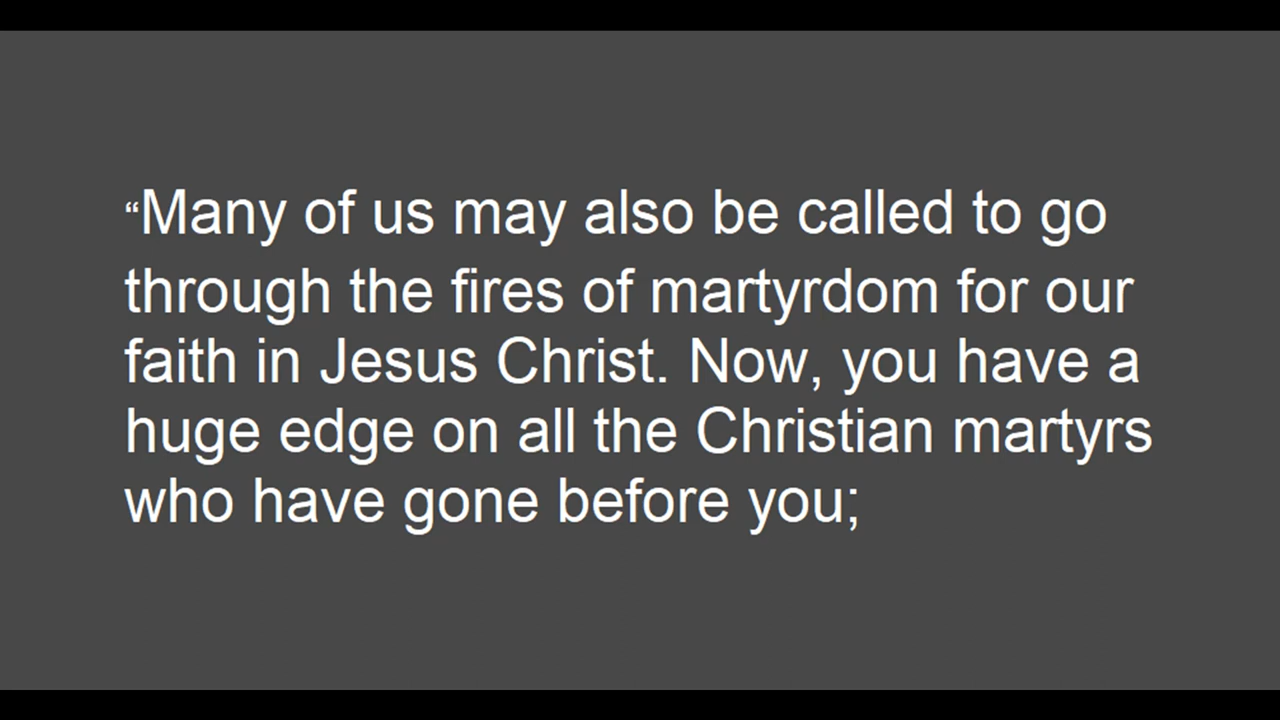 “Many of us may also be called to go
through the fires of martyrdom for our
faith in Jesus Christ. Now, you have a
huge edge on all the Christian martyrs
who have gone before you;